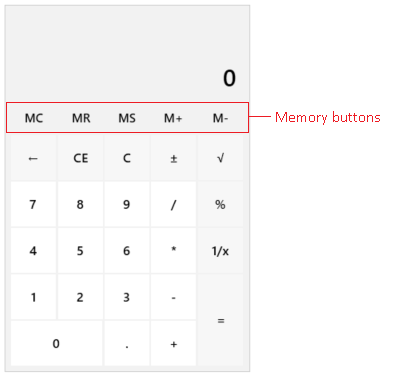 0
MC MR MS M+ M- Memory buttons
← CE C ± √
7 8 9 / %
4 5 6 * 1/x
1 2 3 - =
0 . +